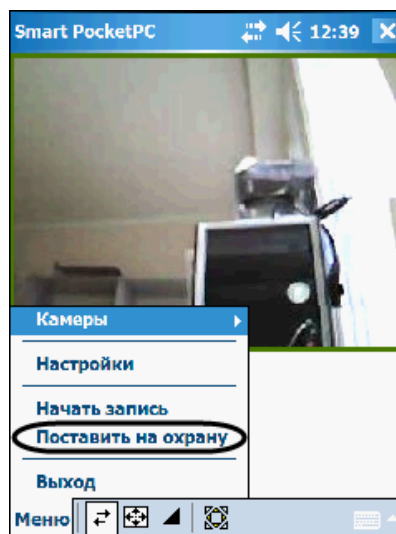 Smart PocketPC 12:39
Камеры
Настройки
Начать запись
Поставить на охрану
Выход
Меню